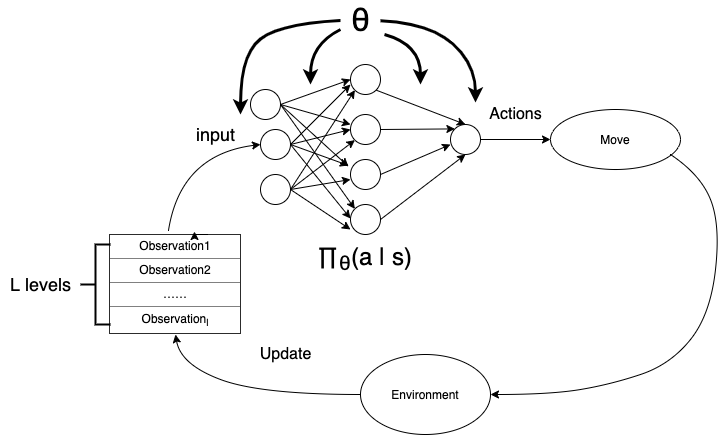 θ
Actions
input
Move
∏θ(a | s)
Observation1
Observation2
......
Observationl
L levels
Update
Environment